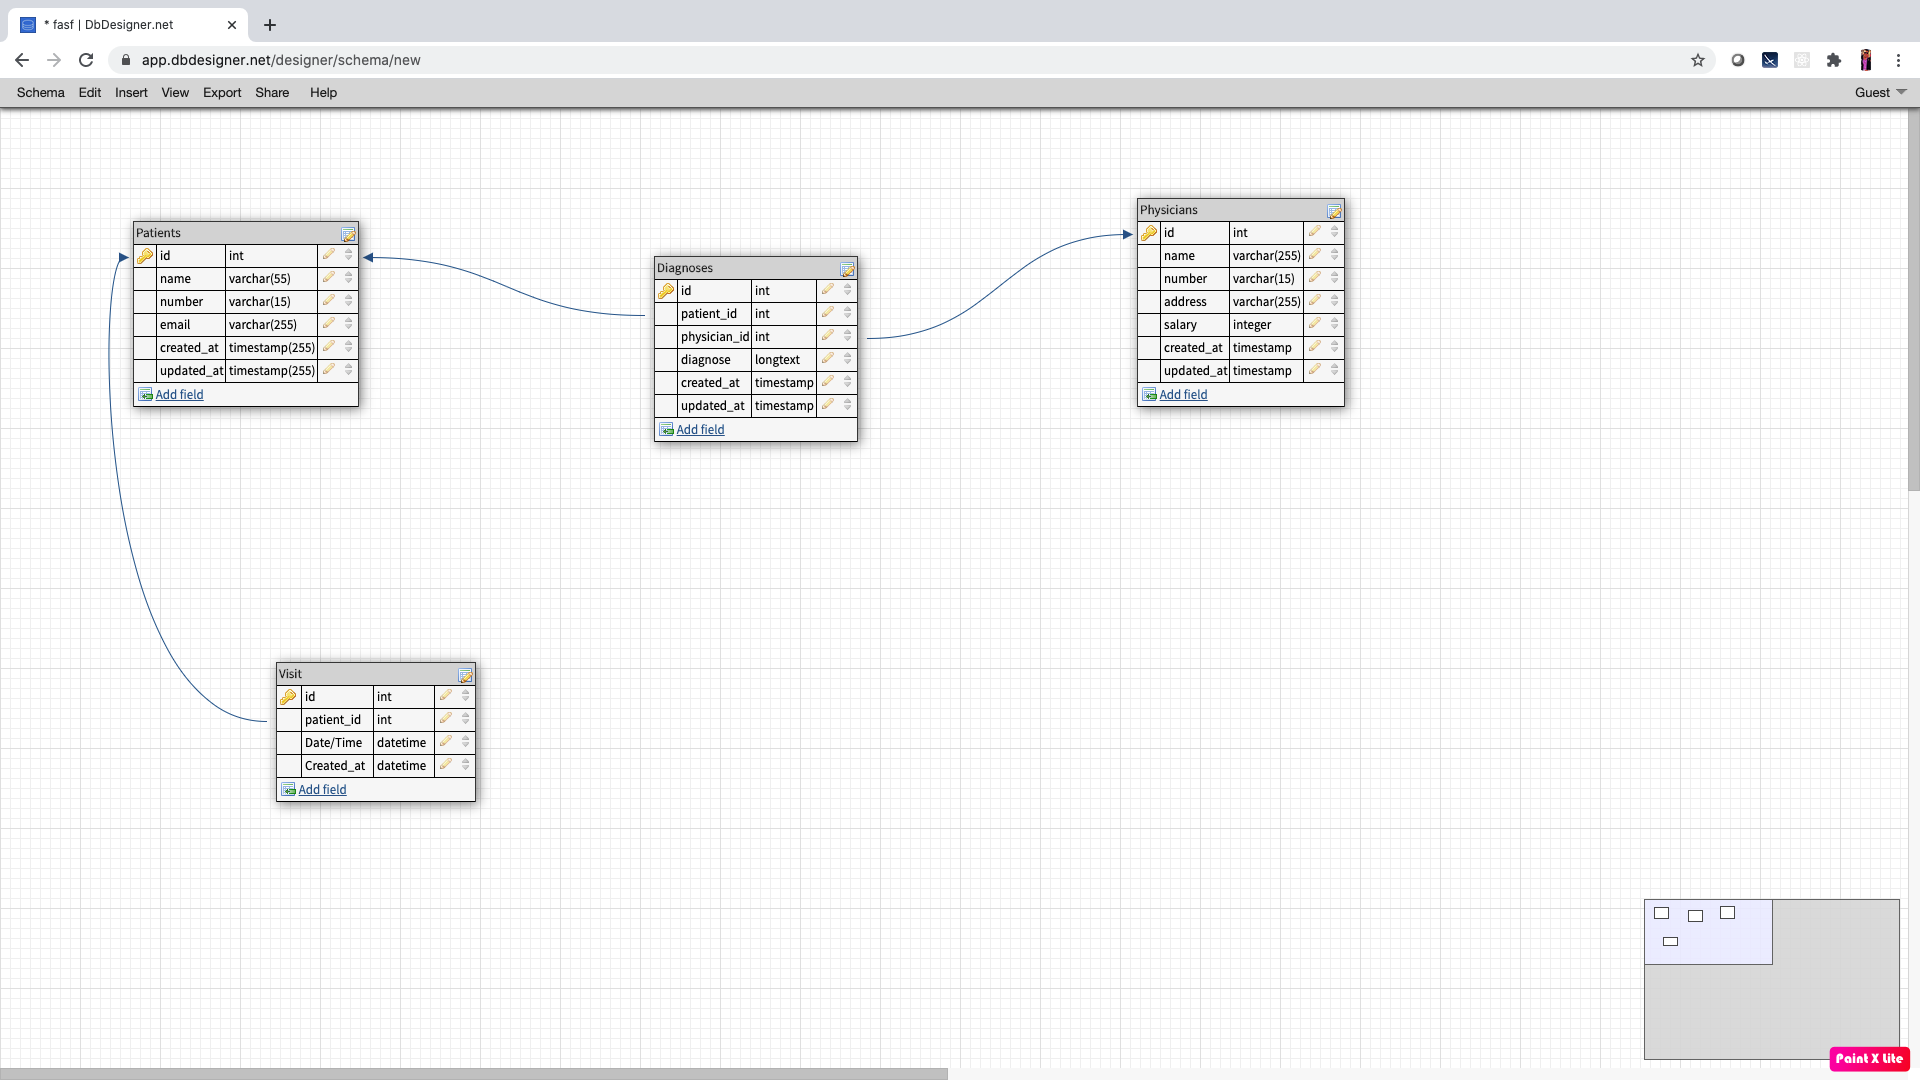 * fasf | DbDesigner.net
app.dbdesigner.net/designer/schema/new
Schema Edit Insert View Export Share Help Guest
Patients
id int
name varchar(55)
number varchar(15)
email varchar(255)
created_at timestamp(255)
updated_at timestamp(255)
Add field
Diagnoses
id int
patient_id int
physician_id int
diagnose longtext
created_at timestamp
updated_at timestamp
Add field
Physicians
id int
name varchar(255)
number varchar(15)
address varchar(255)
salary integer
created_at timestamp
updated_at timestamp
Add field
Visit
id int
patient_id int
Date/Time datetime
Created_at datetime
Add field
Paint X Lite